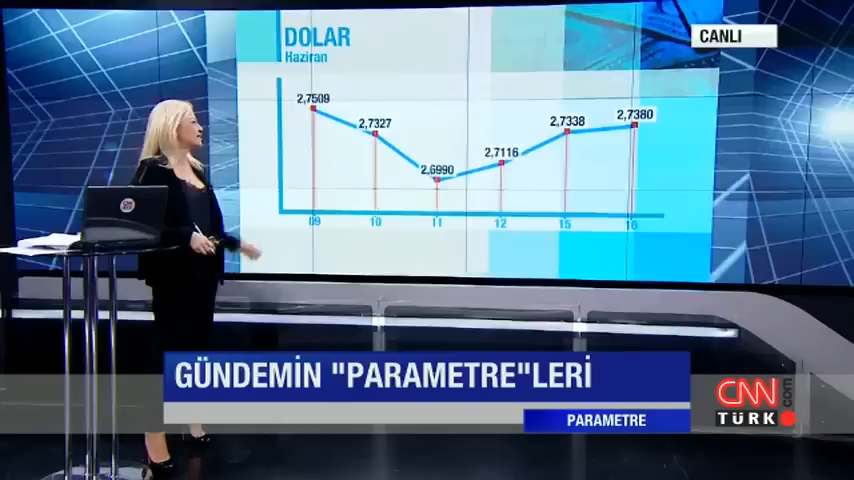 DOLAR
Haziran
CANLI
2,7509
2,7327
2,6990
2,7116
2,7338
2,7380
09
10
11
12
15
16
GÜNDEMİN "PARAMETRE"LERİ
PARAMETRE
CNN
TÜRK
.com